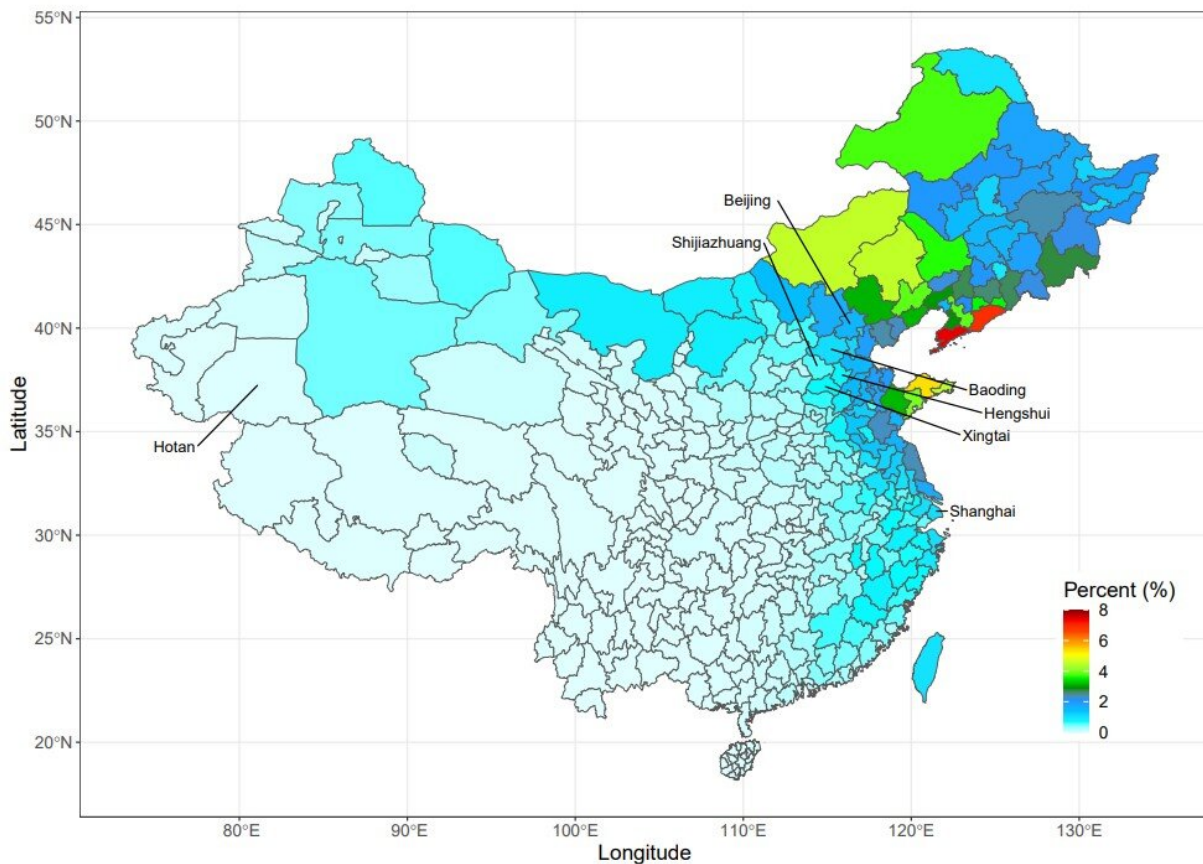 55°N
50°N
45°N
40°N
35°N
30°N
25°N
20°N
Latitude
Beijing
Shijiazhuang
Baoding
Hengshui
Xingtai
Hotan
Shanghai
Percent (%)
8
6
4
2
0
80°E
90°E
100°E
110°E
120°E
130°E
Longitude